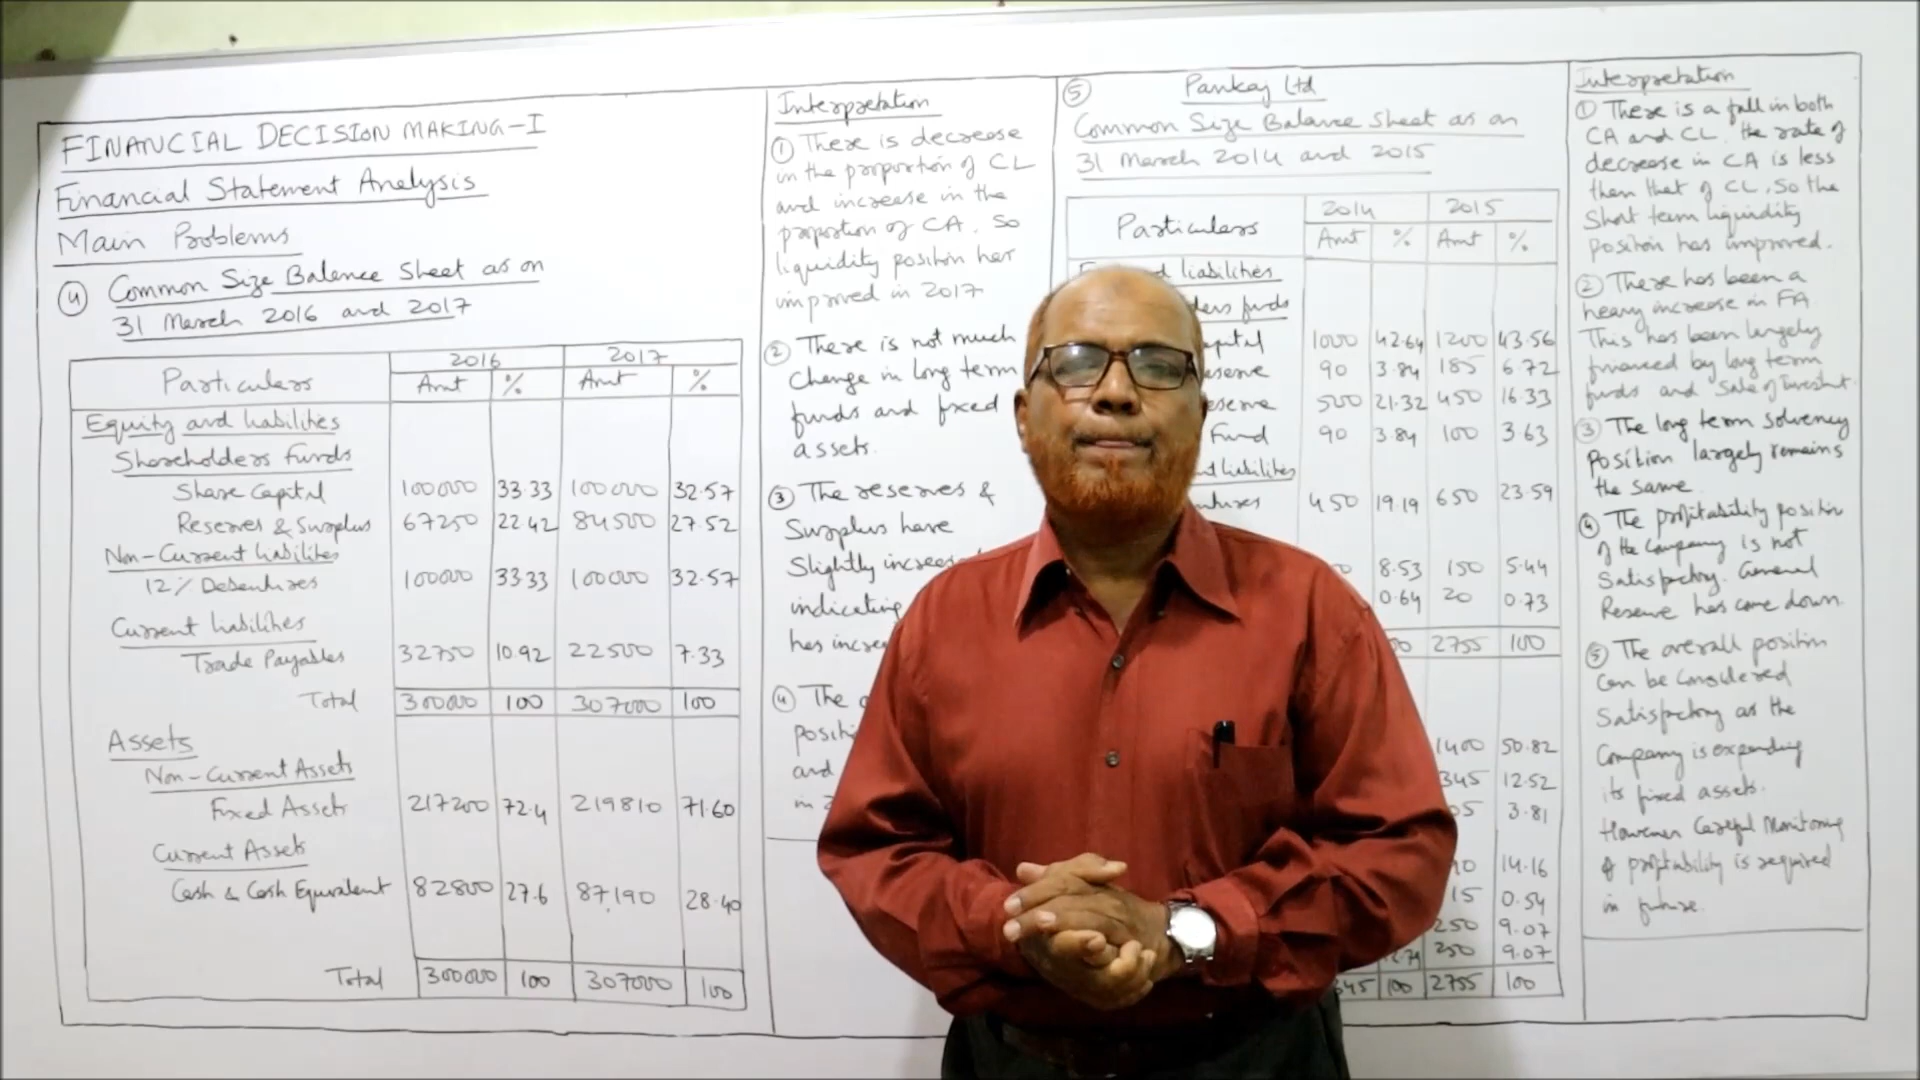 FINANCIAL DECISION MAKING-I
Financial Statement Analysis
Main Problems
④ Common Size Balance Sheet as on
31 March 2016 and 2017
Particulars 2016 2017
Amt % Amt %
Equity and liabilities
Shareholders funds
Share Capital 100000 33.33 100000 32.57
Reserves & Surplus 67250 22.42 84500 27.52
Non-Current liabilites
12% Debentures 100000 33.33 100000 32.57
Current liabilities
Trade Payables 32750 10.92 22500 7.33
Total 300000 100 307000 100
Assets
Non-Current Assets
Fixed Assets 217200 72.4 219810 71.60
Current Assets
Cash & Cash Equivalent 82800 27.6 87,190 28.40
Total 300000 100 307000 100
Interpretation
① There is decrease
in the proportion of CL
and increase in the
proportion of CA. So
liquidity position has
improved in 2017
② There is not much
Change in long term
funds and fixed
assets.
③ The reserves &
Surplus have
Slightly
indicating
has
④ The
and
⑤ Pankaj Ltd
Common Size Balance Sheet as on
31 March 2014 and 2015
Particulars 2014 2015
Amt % Amt %
liabilities
funds
1000 42.64 1200 43.56
90 3.84 185 6.72
500 21.32 450 16.33
Fund 90 3.84 100 3.63
liabilities
450 19.19 650 23.59
8.53 150 5.44
0.64 20 0.73
2755 100
1400 50.82
345 12.52
3.81
14.16
15 0.54
250 9.07
250 9.07
100 2755 100
Interpretation
① There is a fall in both
CA and CL. the rate of
decrease in CA is less
than that of CL. So the
Short term liquidity
position has improved.
② There has been a
heavy increase in FA
This has been largely
financed by long term
funds and Sale of
③ The long term solvency
Position largely remains
the same
④ The profitability position
of the Company is not
Satisfactory. General
Reserve has come down.
⑤ The overall position
Can be Considered
Satisfactory as the
Company is expanding
its fixed assets.
However Careful Monitoring
of profitability is required
in future.